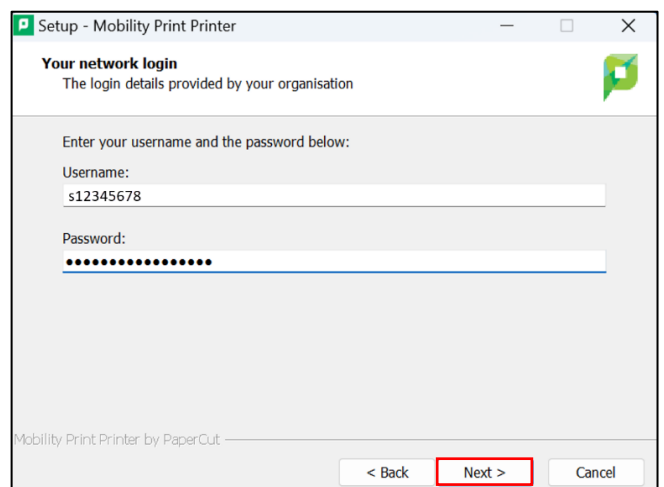 Setup - Mobility Print Printer
Your network login
The login details provided by your organisation
Enter your username and the password below:
Username:
s12345678
Password:
•••••••••••••••••
Mobility Print Printer by PaperCut
< Back Next > Cancel